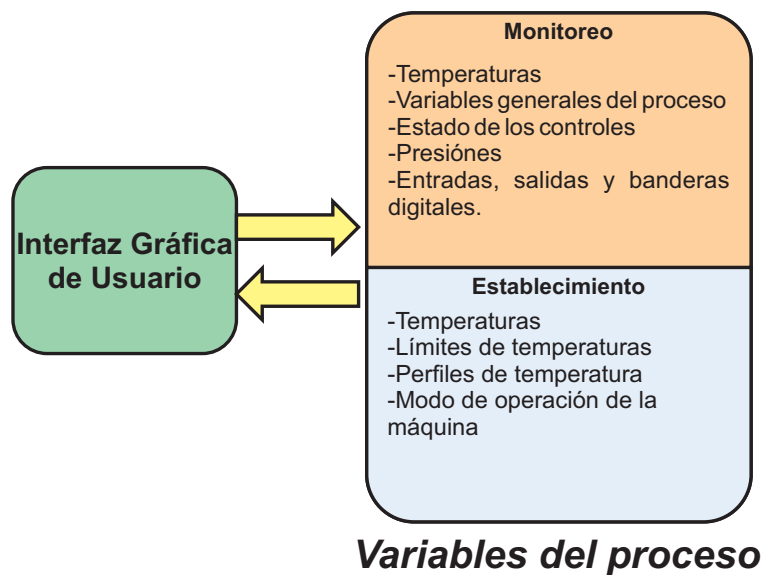 Monitoreo
-Temperaturas
-Variables generales del proceso
-Estado de los controles
-Presiónes
-Entradas, salidas y banderas
digitales.
Interfaz Gráfica
de Usuario
Establecimiento
-Temperaturas
-Límites de temperaturas
-Perfiles de temperatura
-Modo de operación de la
máquina
Variables del proceso